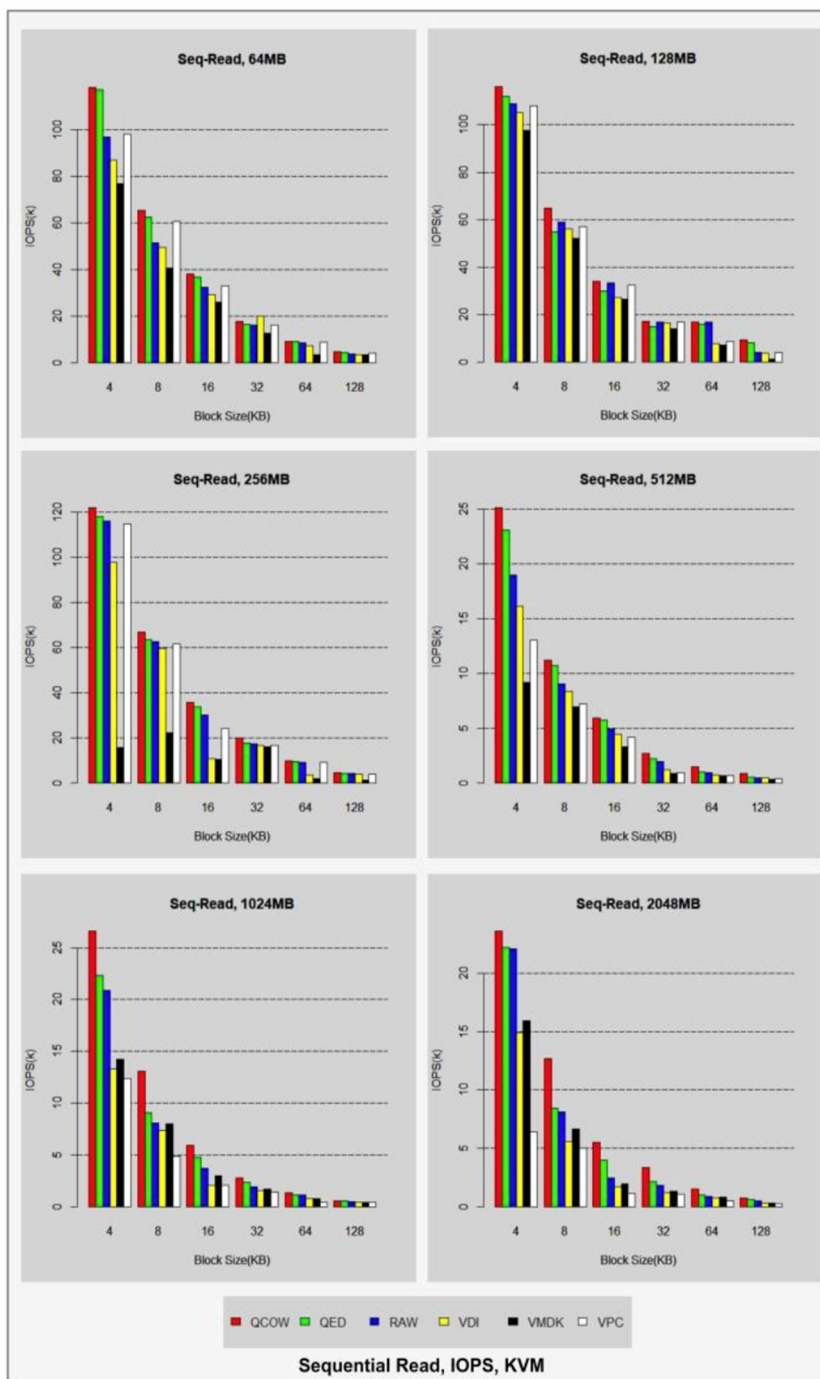 Seq-Read, 64MB
IOPS(k)
0 20 40 60 80 100
4 8 16 32 64 128
Block Size(KB)
Seq-Read, 128MB
IOPS(k)
0 20 40 60 80 100
4 8 16 32 64 128
Block Size(KB)
Seq-Read, 256MB
IOPS(k)
0 20 40 60 80 100 120
4 8 16 32 64 128
Block Size(KB)
Seq-Read, 512MB
IOPS(k)
0 5 10 15 20 25
4 8 16 32 64 128
Block Size(KB)
Seq-Read, 1024MB
IOPS(k)
0 5 10 15 20 25
4 8 16 32 64 128
Block Size(KB)
Seq-Read, 2048MB
IOPS(k)
0 5 10 15 20
4 8 16 32 64 128
Block Size(KB)
QCOW QED RAW VDI VMDK VPC
Sequential Read, IOPS, KVM